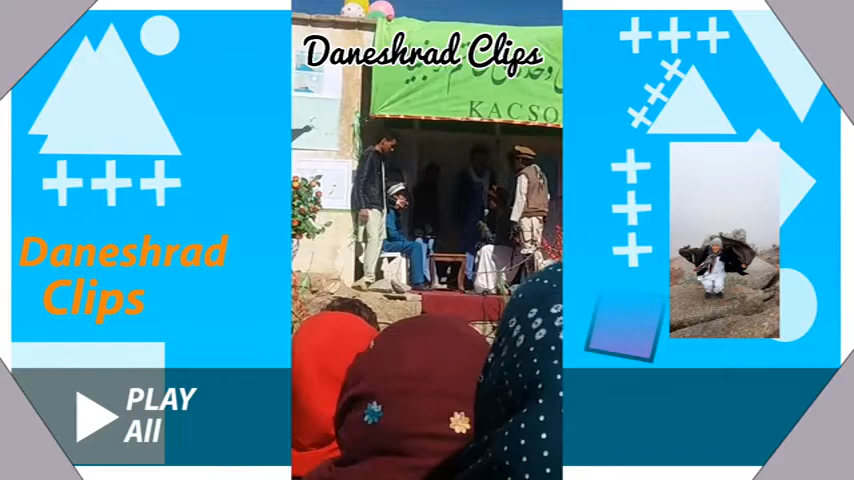 Daneshrad Clips
KACSO
Daneshrad
Clips
PLAY
All